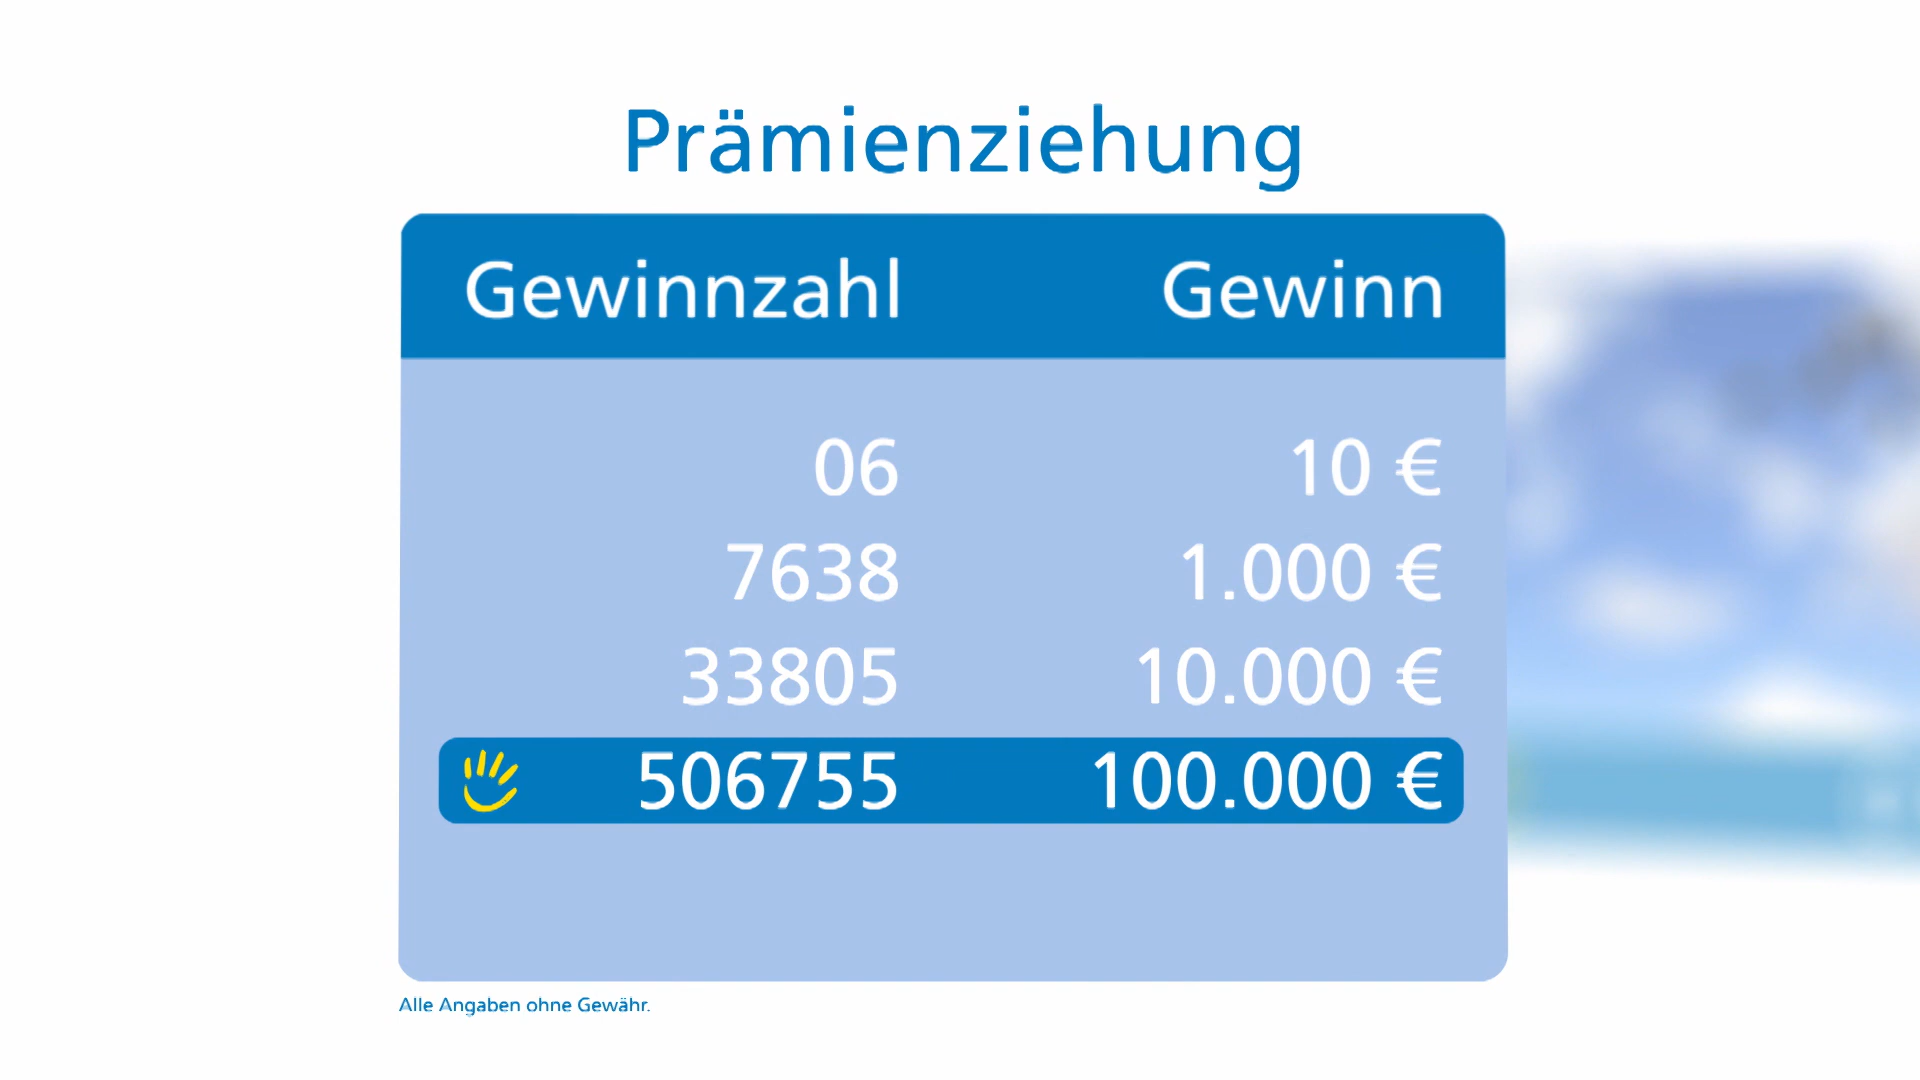 Prämienziehung
Gewinnzahl Gewinn
06 10 €
7638 1.000 €
33805 10.000 €
506755 100.000 €
Alle Angaben ohne Gewähr.